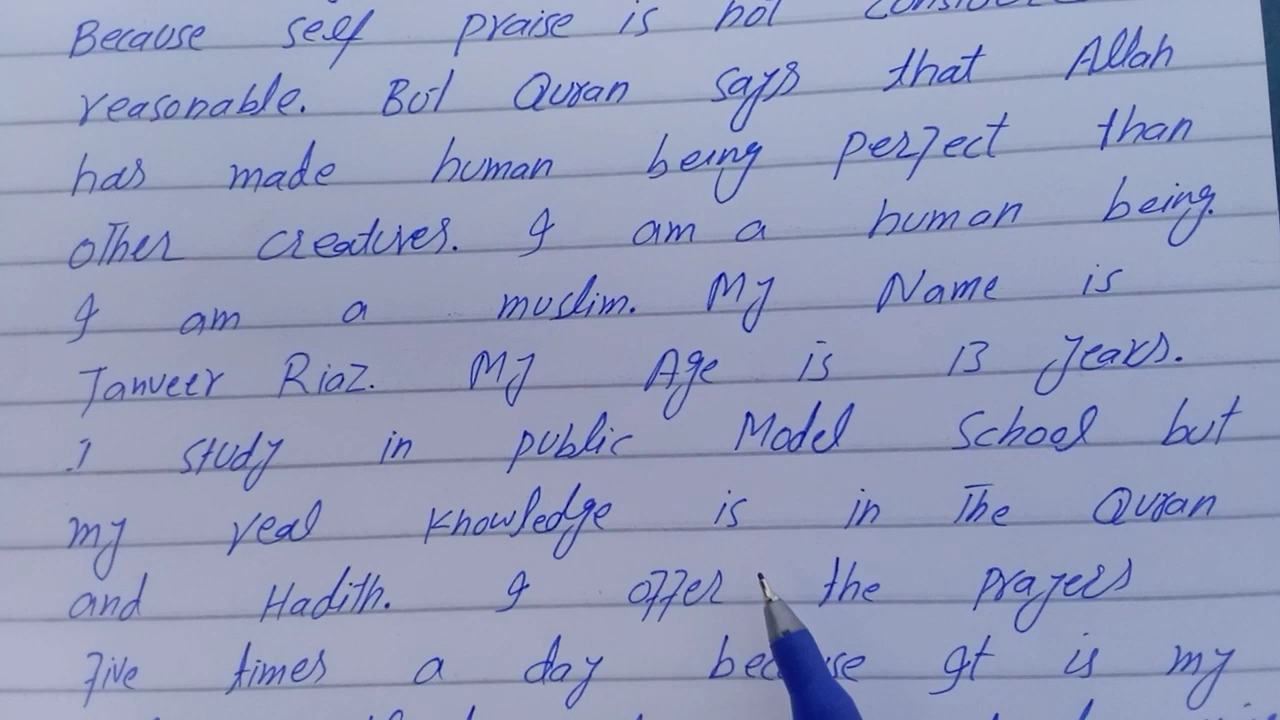 Because self praise is not
reasonable. But Quran says that Allah
has made human being perfect than
other creatures. I am a human being.
I am a muslim. My Name is
Tanveer Riaz. My Age is 13 years.
I study in public Model School but
my real knowledge is in The Quran
and Hadith. I offer the prayers
five times a day because It is my